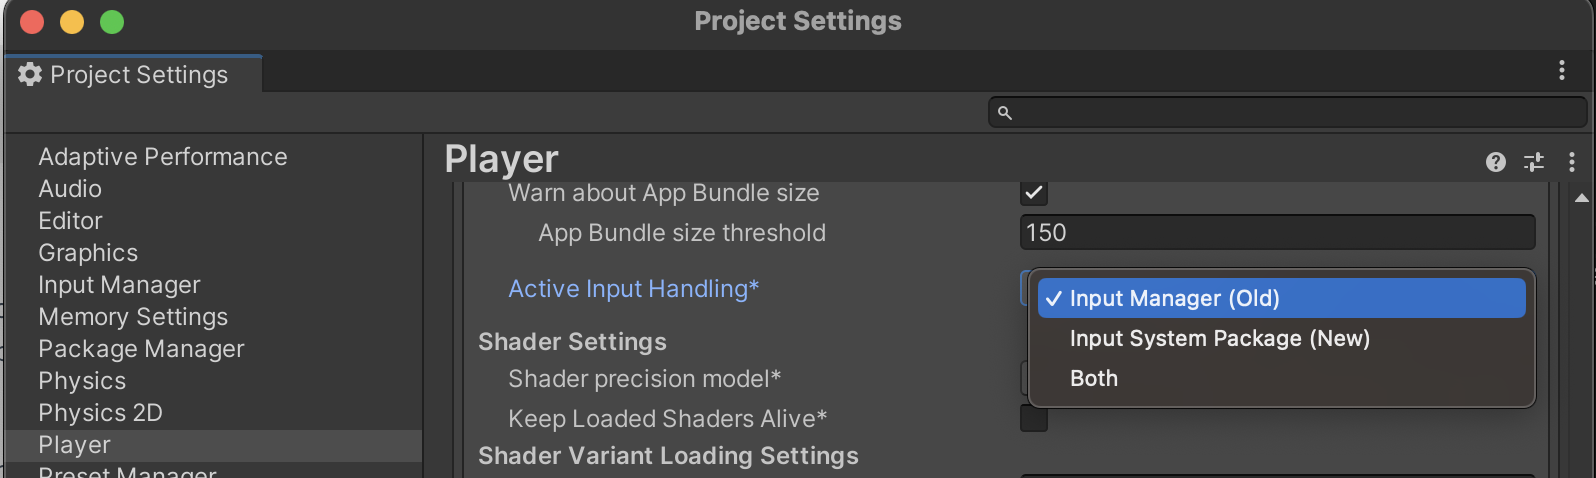 Project Settings
Project Settings
Adaptive Performance
Audio
Editor
Graphics
Input Manager
Memory Settings
Package Manager
Physics
Physics 2D
Player
Preset Manager
Player
Warn about App Bundle size
App Bundle size threshold
150
Active Input Handling*
Input Manager (Old)
Input System Package (New)
Both
Shader Settings
Shader precision model*
Keep Loaded Shaders Alive*
Shader Variant Loading Settings